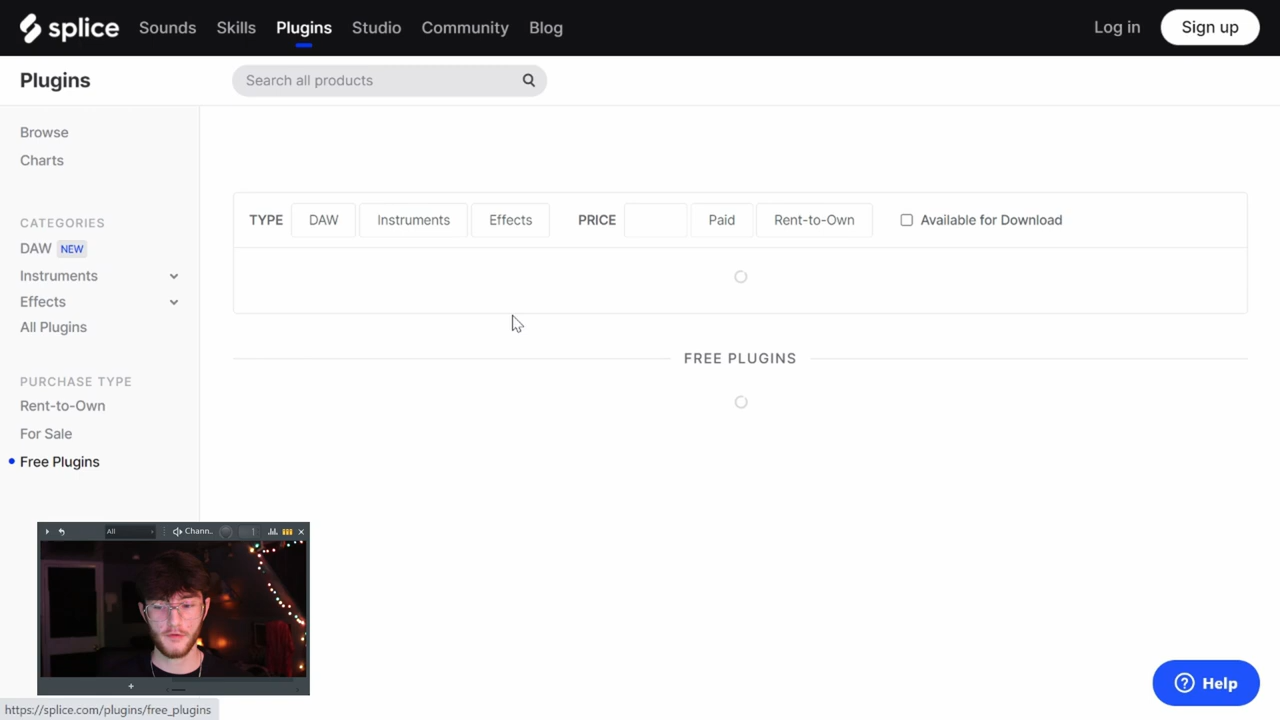 splice Sounds Skills Plugins Studio Community Blog Log in Sign up
Plugins Search all products
Browse
Charts
CATEGORIES
DAW NEW
Instruments
Effects
All Plugins
PURCHASE TYPE
Rent-to-Own
For Sale
Free Plugins
TYPE DAW Instruments Effects PRICE Paid Rent-to-Own Available for Download
FREE PLUGINS
All Chann..
Help
https://splice.com/plugins/free_plugins